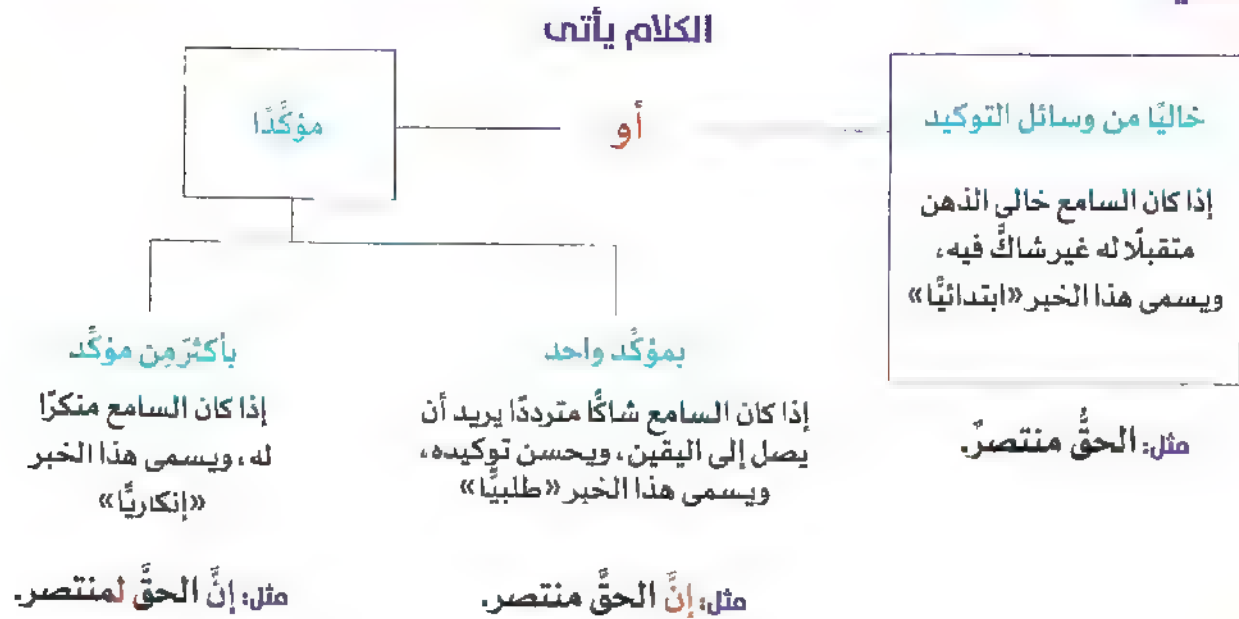 الكلام يأتى
خاليًا من وسائل التوكيد
إذا كان السامع خالى الذهن
متقبلًا له غير شاكٍّ فيه،
ويسمى هذا الخبر «ابتدائيًّا»
مثل: الحقُّ منتصرٌ.
أو
مؤكَّدًا
بمؤكَّد واحد
إذا كان السامع شاكًّا مترددًا يريد أن
يصل إلى اليقين، ويحسن توكيده،
ويسمى هذا الخبر «طلبيًّا»
مثل: إنَّ الحقَّ منتصر.
بأكثرَ مِن مؤكَّد
إذا كان السامع منكرًا
له، ويسمى هذا الخبر
«إنكاريًّا»
مثل: إنَّ الحقَّ لمنتصر.